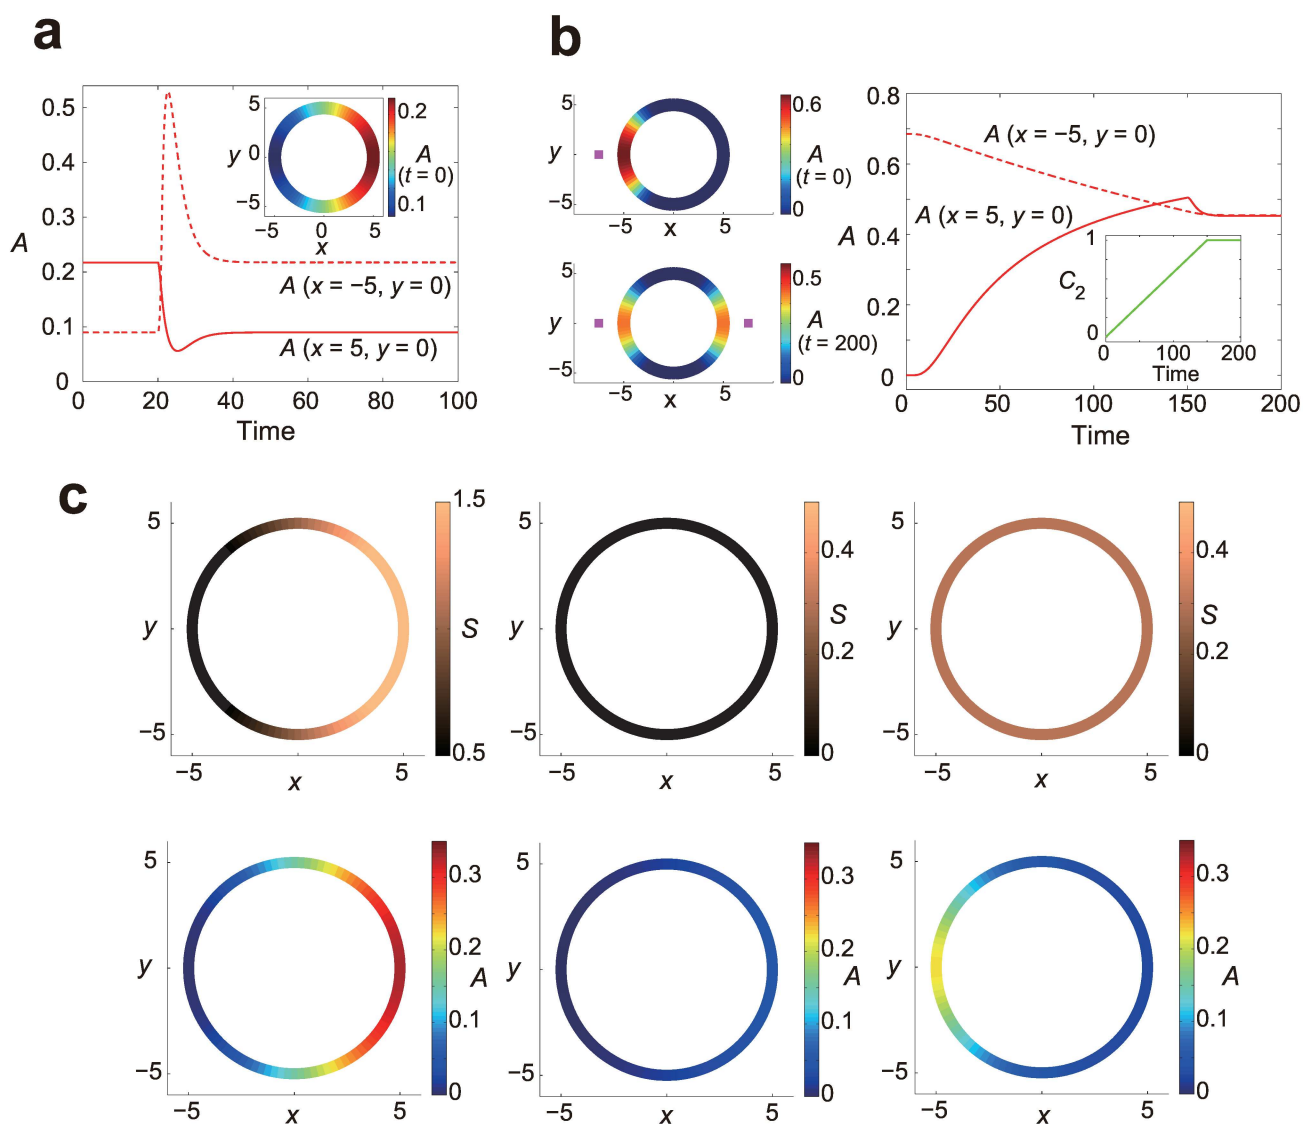 a
b
0.5
0.4
0.3
0.2
0.1
0
A
0
20
40
60
80
100
Time
A (x = −5, y = 0)
A (x = 5, y = 0)
5
y 0
−5
−5 0 5
x
0.2
A
(t = 0)
0.1
5
y
−5
−5
5
x
0.6
A
(t = 0)
0
5
y
−5
−5
5
x
0.5
A
(t = 200)
0
0.8
0.6
A
0.4
0.2
0
0
50
100
150
200
Time
A (x = −5, y = 0)
A (x = 5, y = 0)
1
C2
0
0
100
200
Time
c
5
y
−5
−5
x
5
1.5
S
0.5
5
y
−5
−5
x
5
0.4
S
0.2
0
5
y
−5
−5
x
5
0.4
S
0.2
0
5
y
−5
−5
x
5
0.3
0.2
A
0.1
0
5
y
−5
−5
x
5
0.3
0.2
A
0.1
0
5
y
−5
−5
x
5
0.3
0.2
A
0.1
0